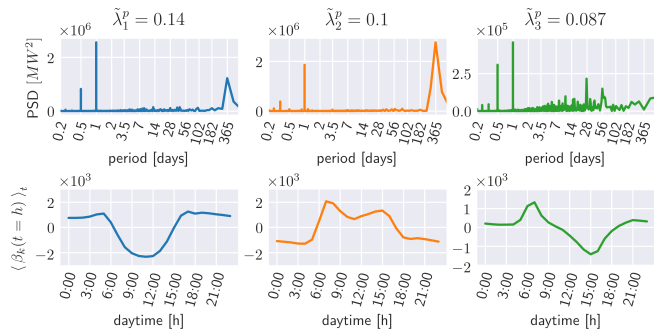 λ̃₁ᵖ = 0.14 λ̃₂ᵖ = 0.1 λ̃₃ᵖ = 0.087
×10⁶ ×10⁶ ×10⁵
PSD [MW²]
2
0
2
0
2.5
0.0
0.2 0.5 1 2 3.5 7 14 28 56 102 182 365
0.2 0.5 1 2 3.5 7 14 28 56 102 182 365
0.2 0.5 1 2 3.5 7 14 28 56 102 182 365
period [days] period [days] period [days]
×10³ ×10³ ×10³
⟨ βₖ(t = h) ⟩ₜ
2
0
−2
2
0
−2
2
1
0
−1
−2
0:00 3:00 6:00 9:00 12:00 15:00 18:00 21:00
0:00 3:00 6:00 9:00 12:00 15:00 18:00 21:00
0:00 3:00 6:00 9:00 12:00 15:00 18:00 21:00
daytime [h] daytime [h] daytime [h]